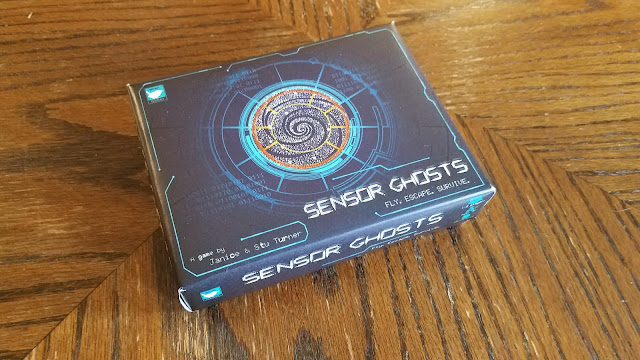 SENSOR GHOSTS
FLY. ESCAPE. SURVIVE.
A game by
Janice & Stu Turner
SENSOR GHOSTS